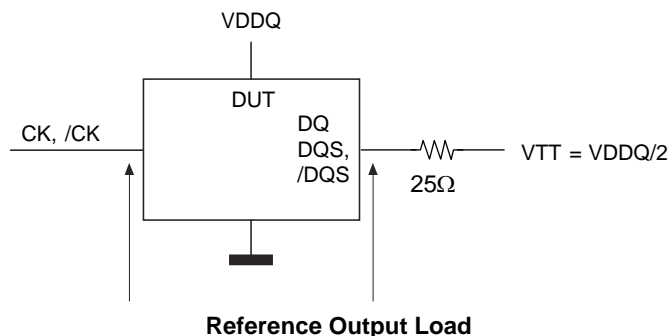 VDDQ
DUT
CK, /CK
DQ
DQS,
/DQS
VTT = VDDQ/2
25Ω
Reference Output Load